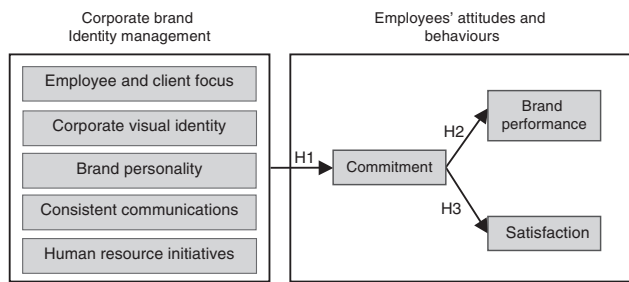 Corporate brand
Identity management
Employee and client focus
Corporate visual identity
Brand personality
Consistent communications
Human resource initiatives
Employees' attitudes and
behaviours
H1
Commitment
H2
H3
Brand
performance
Satisfaction